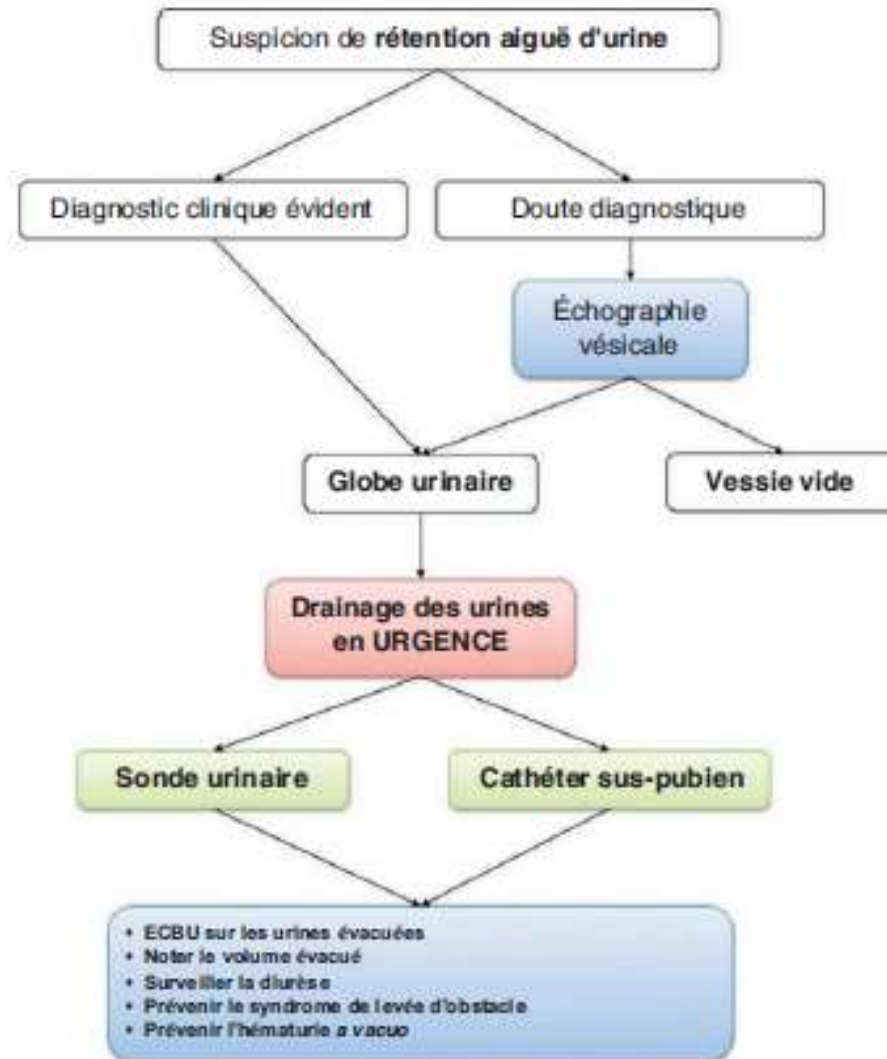 Suspicion de rétention aiguë d'urine
Diagnostic clinique évident
Doute diagnostique
Échographie
vésicale
Globe urinaire
Vessie vide
Drainage des urines
en URGENCE
Sonde urinaire
Cathéter sus-pubien
• ECBU sur les urines évacuées
• Noter le volume évacué
• Surveiller la diurèse
• Prévenir le syndrome de levée d'obstacle
• Prévenir l'hématurie a vacuo